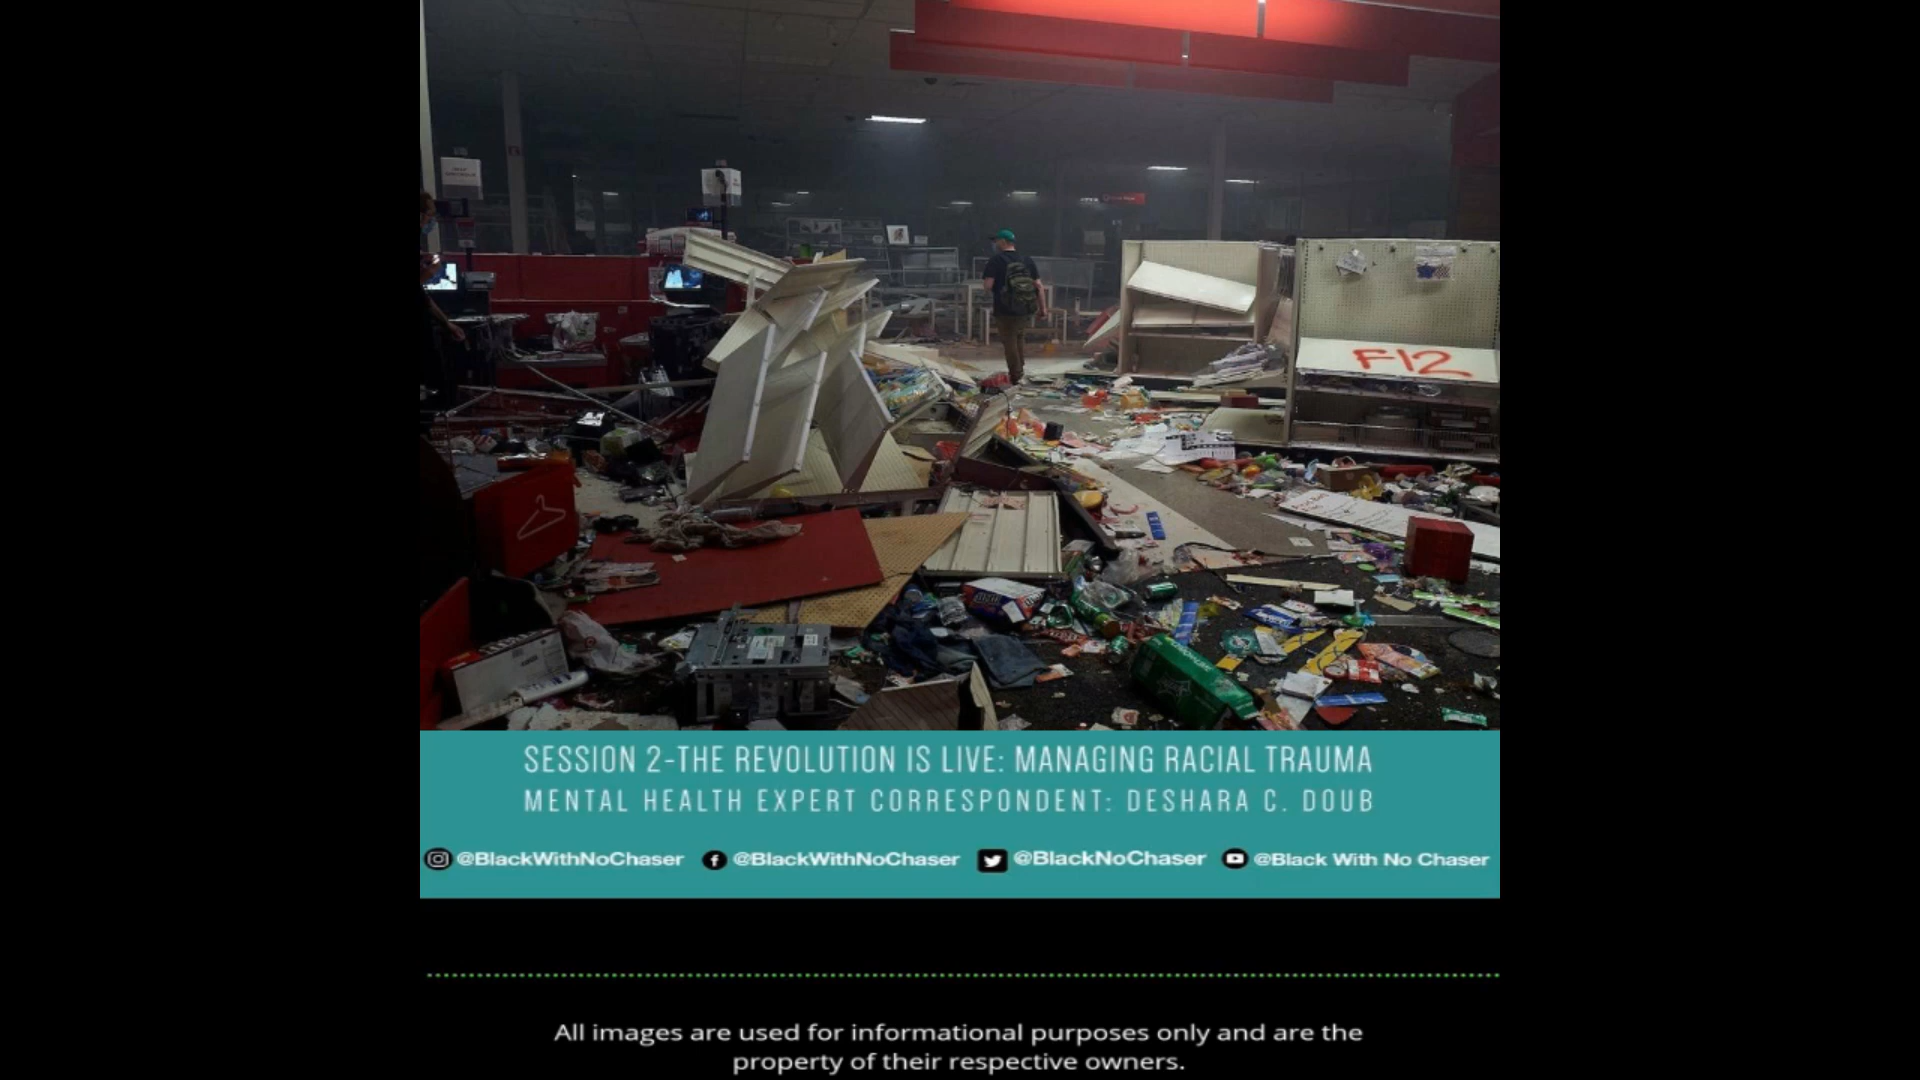 F12
SESSION 2-THE REVOLUTION IS LIVE: MANAGING RACIAL TRAUMA
MENTAL HEALTH EXPERT CORRESPONDENT: DESHARA C. DOUB
@BlackWithNoChaser @BlackWithNoChaser @BlackNoChaser @Black With No Chaser
All images are used for informational purposes only and are the
property of their respective owners.